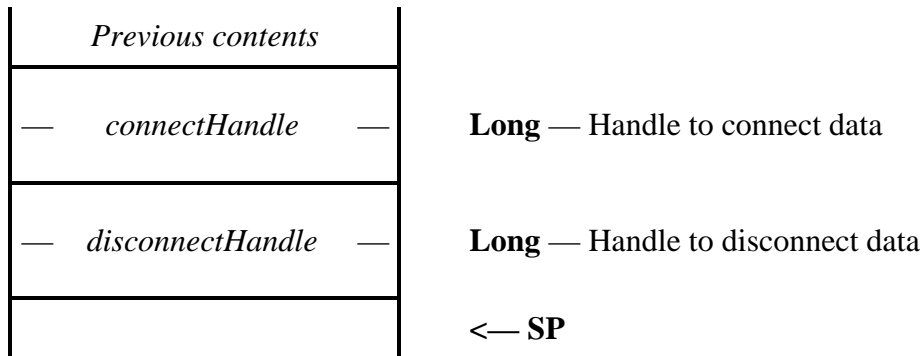 Previous contents
— connectHandle — Long — Handle to connect data
— disconnectHandle — Long — Handle to disconnect data
<— SP